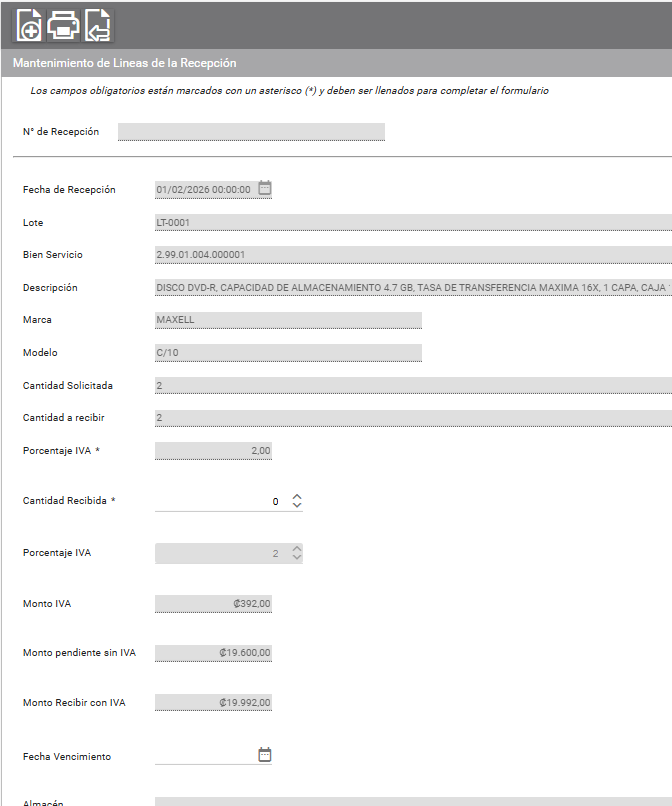 Mantenimiento de Lineas de la Recepción
Los campos obligatorios están marcados con un asterisco (*) y deben ser llenados para completar el formulario
N° de Recepción
Fecha de Recepción 01/02/2026 00:00:00
Lote LT-0001
Bien Servicio 2.99.01.004.000001
Descripción DISCO DVD-R, CAPACIDAD DE ALMACENAMIENTO 4.7 GB, TASA DE TRANSFERENCIA MAXIMA 16X, 1 CAPA, CAJA
Marca MAXELL
Modelo C/10
Cantidad Solicitada 2
Cantidad a recibir 2
Porcentaje IVA * 2,00
Cantidad Recibida * 0
Porcentaje IVA 2
Monto IVA ₡392,00
Monto pendiente sin IVA ₡19.600,00
Monto Recibir con IVA ₡19.992,00
Fecha Vencimiento
Almacén